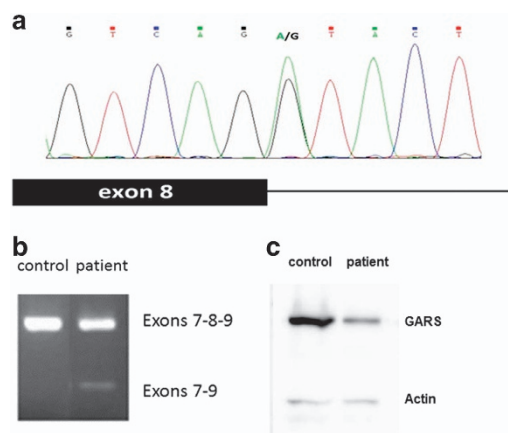 a
G T C A G A/G T A C T
exon 8
b
control patient
Exons 7-8-9
Exons 7-9
c
control patient
GARS
Actin